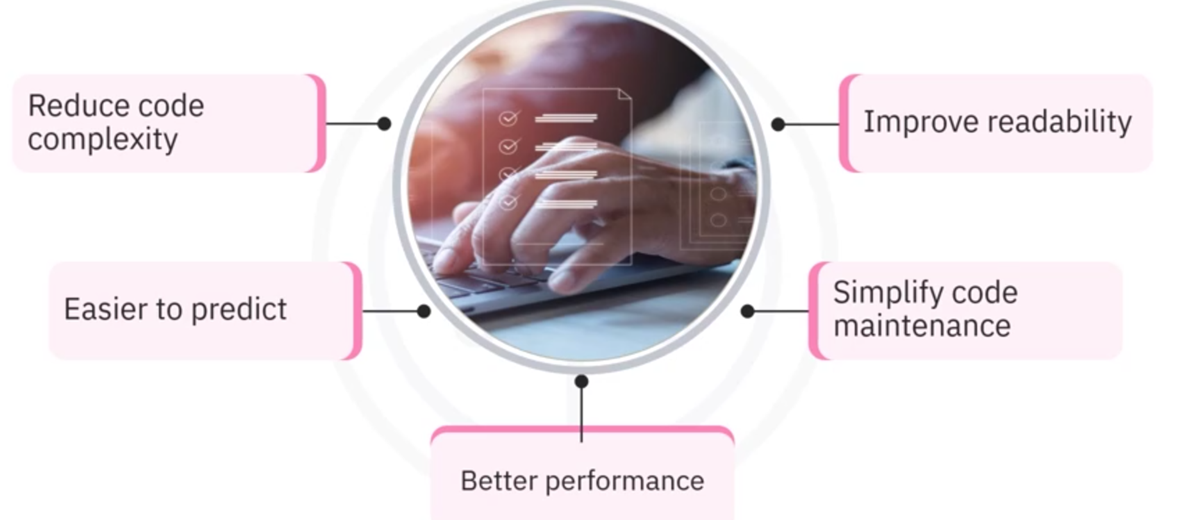 Reduce code
complexity
Improve readability
Easier to predict
Simplify code
maintenance
Better performance